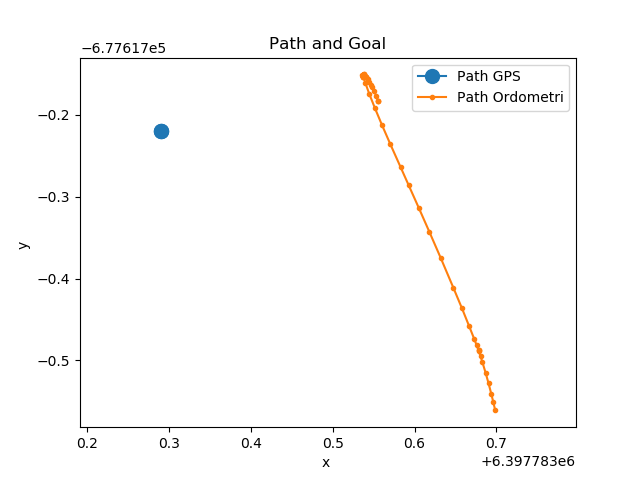 Path and Goal
−6.77617e5
Path GPS
Path Ordometri
−0.2
−0.3
−0.4
−0.5
y
0.2 0.3 0.4 0.5 0.6 0.7
x
+6.397783e6